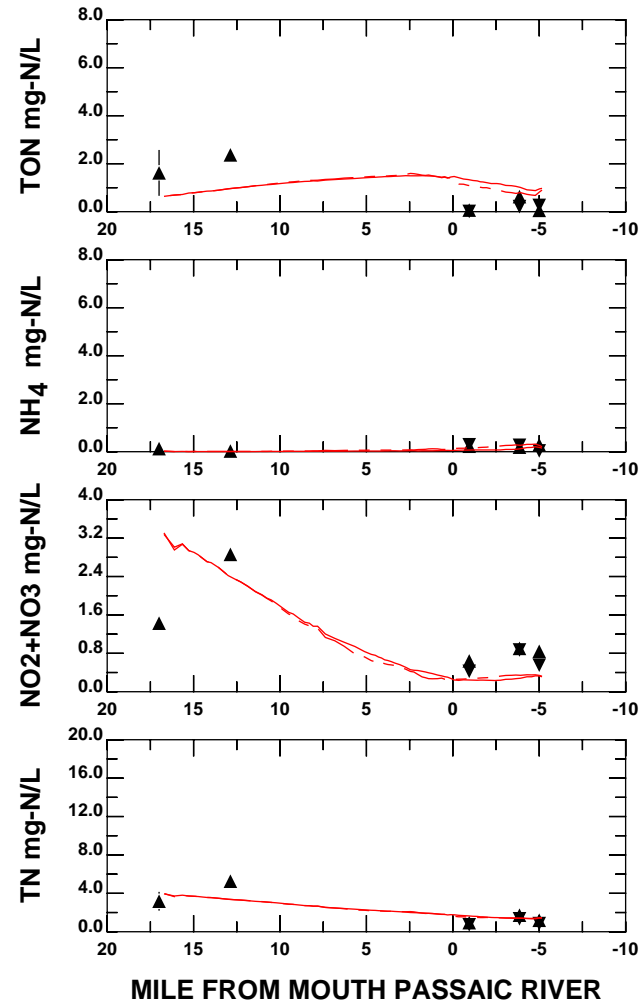 TON mg-N/L
8.0
6.0
4.0
2.0
0.0
20 15 10 5 0 -5 -10
NH4 mg-N/L
8.0
6.0
4.0
2.0
0.0
20 15 10 5 0 -5 -10
NO2+NO3 mg-N/L
4.0
3.2
2.4
1.6
0.8
0.0
20 15 10 5 0 -5 -10
TN mg-N/L
20.0
16.0
12.0
8.0
4.0
0.0
20 15 10 5 0 -5 -10
MILE FROM MOUTH PASSAIC RIVER